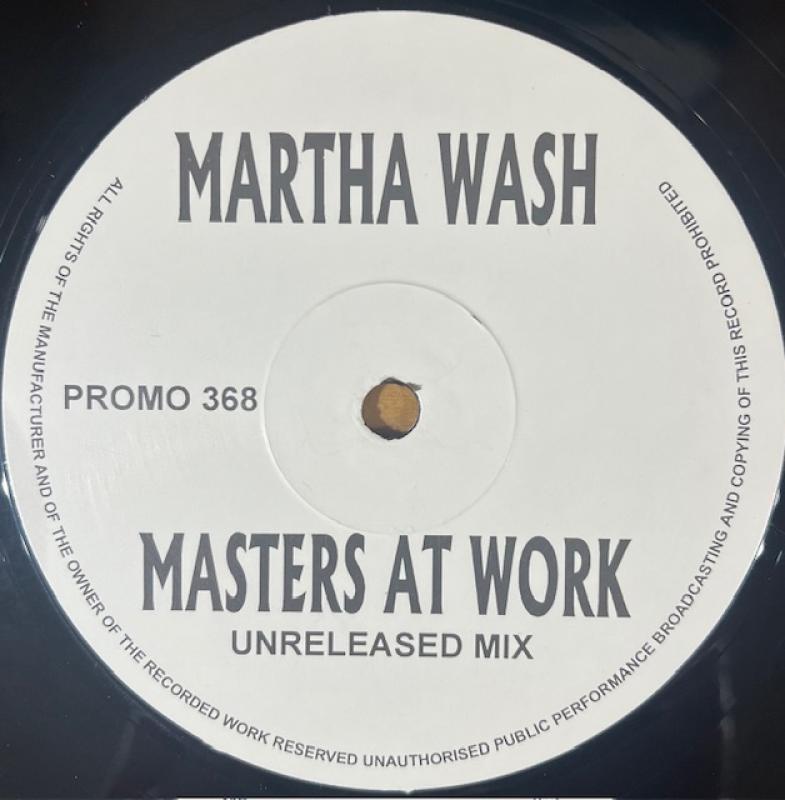 MARTHA WASH
PROMO 368
MASTERS AT WORK
UNRELEASED MIX
ALL RIGHTS OF THE MANUFACTURER AND OF THE OWNER OF THE RECORDED WORK RESERVED UNAUTHORISED PUBLIC PERFORMANCE BROADCASTING AND COPYING OF THIS RECORD PROHIBITED